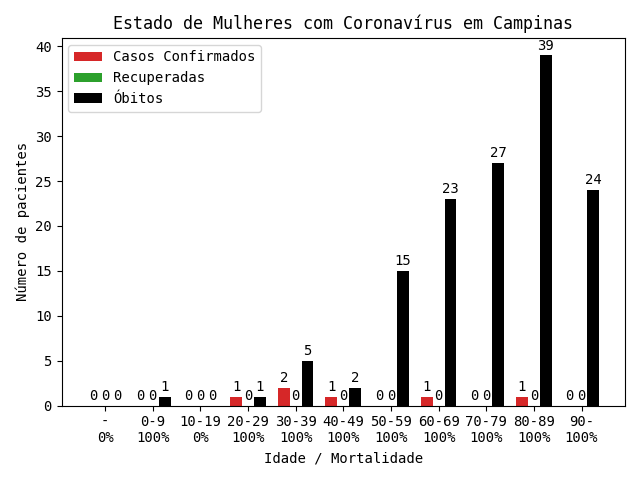 Estado de Mulheres com Coronavírus em Campinas
Casos Confirmados
Recuperadas
Óbitos
Número de pacientes
40
35
30
25
20
15
10
5
0
0 0 0
0 0 1
0 0 0
1 0 1
2 0 5
1 0 2
0 0 15
1 0 23
0 0 27
1 0 39
0 0 24
- 0-9 10-19 20-29 30-39 40-49 50-59 60-69 70-79 80-89 90-
0% 100% 0% 100% 100% 100% 100% 100% 100% 100% 100%
Idade / Mortalidade